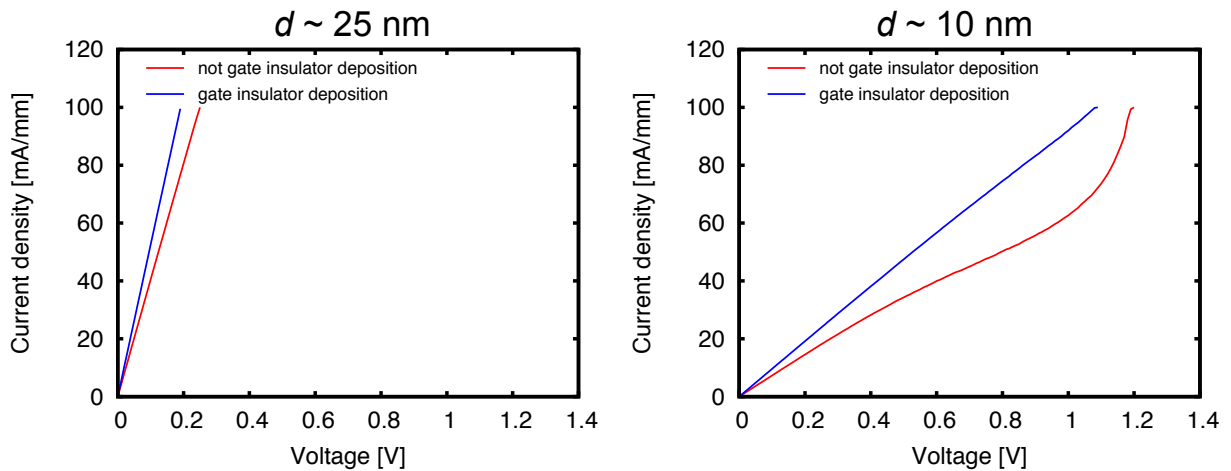 d ~ 25 nm
120
100
80
60
40
20
0
Current density [mA/mm]
not gate insulator deposition
gate insulator deposition
0 0.2 0.4 0.6 0.8 1 1.2 1.4
Voltage [V]
d ~ 10 nm
120
100
80
60
40
20
0
Current density [mA/mm]
not gate insulator deposition
gate insulator deposition
0 0.2 0.4 0.6 0.8 1 1.2 1.4
Voltage [V]